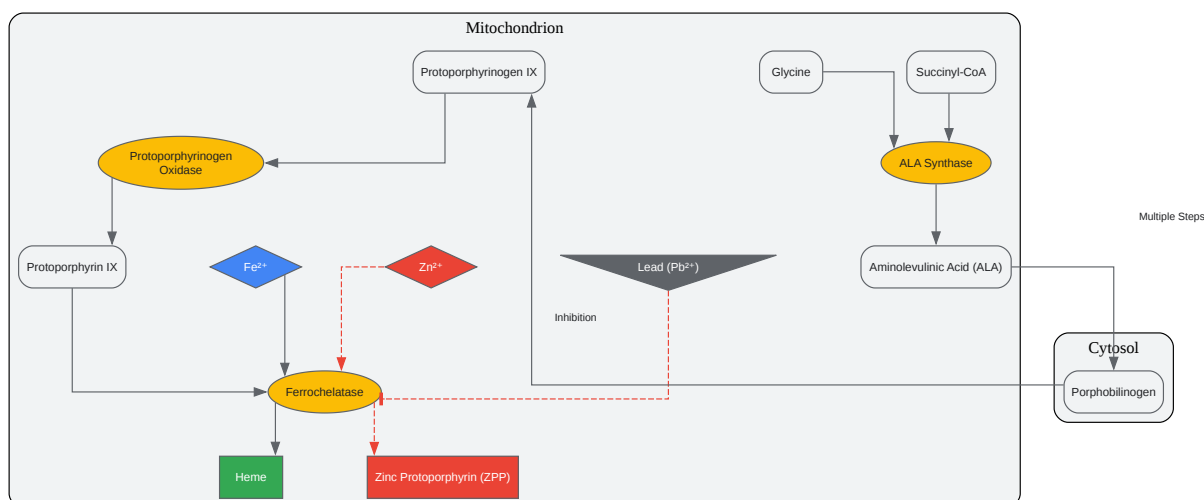 Mitochondrion
Protoporphyrinogen IX
Glycine
Succinyl-CoA
Protoporphyrinogen
Oxidase
ALA Synthase
Multiple Steps
Protoporphyrin IX
Fe²⁺
Zn²⁺
Lead (Pb²⁺)
Aminolevulinic Acid (ALA)
Inhibition
Cytosol
Ferrochelatase
Porphobilinogen
Heme
Zinc Protoporphyrin (ZPP)